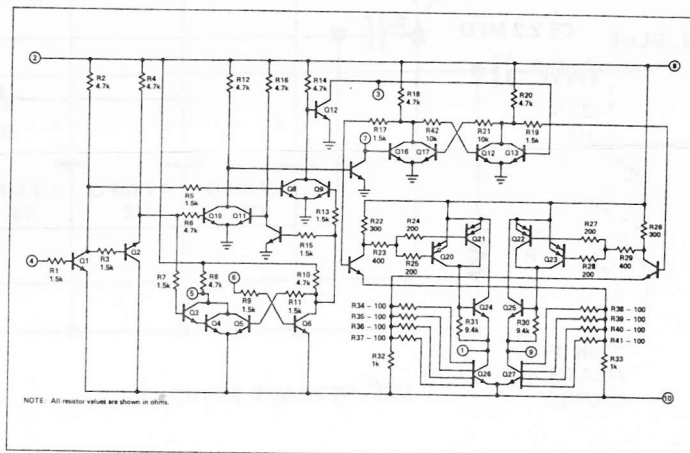 CS 2.2 MFD
2
8
R2
4.7k
R4
4.7k
R12
4.7k
R16
4.7k
R14
4.7k
Q12
3
R18
4.7k
R20
4.7k
R17
1.5k
R42
10k
R21
10k
R19
1.5k
7
Q16
Q17
Q12
Q13
R5
1.5k
Q8
Q9
R6
4.7k
Q10
Q11
R13
1.5k
R15
1.5k
R22
300
R24
200
Q21
Q22
R27
200
R26
300
R23
400
R25
200
Q20
Q23
R28
200
R29
400
4
R1
1.5k
Q1
R3
1.5k
Q2
R7
1.5k
R8
4.7k
5
6
R9
1.5k
R10
4.7k
R11
1.5k
Q3
Q4
Q5
Q6
R31
9.4k
Q24
Q25
R30
9.4k
R34 - 100
R35 - 100
R36 - 100
R37 - 100
R38 - 100
R39 - 100
R40 - 100
R41 - 100
1
9
R32
1k
Q26
Q27
R33
1k
10
NOTE: All resistor values are shown in ohms.